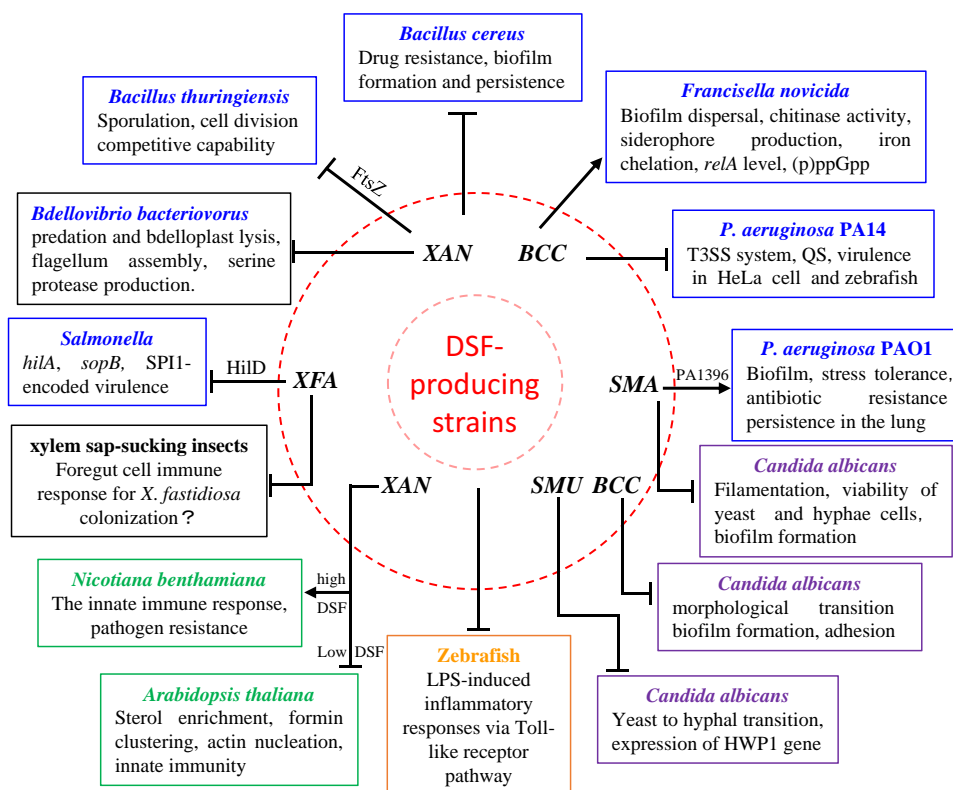 Bacillus cereus
Drug resistance, biofilm
formation and persistence
Bacillus thuringiensis
Sporulation, cell division
competitive capability
Francisella novicida
Biofilm dispersal, chitinase activity,
siderophore production, iron
chelation, relA level, (p)ppGpp
FtsZ
Bdellovibrio bacteriovorus
predation and bdelloplast lysis,
flagellum assembly, serine
protease production.
XAN
BCC
P. aeruginosa PA14
T3SS system, QS, virulence
in HeLa cell and zebrafish
Salmonella
hilA, sopB, SPI1-
encoded virulence
HilD
XFA
DSF-
producing
strains
SMA
PA1396
P. aeruginosa PAO1
Biofilm, stress tolerance,
antibiotic resistance
persistence in the lung
xylem sap-sucking insects
Foregut cell immune
response for X. fastidiosa
colonization？
XAN
SMU
BCC
Candida albicans
Filamentation, viability of
yeast and hyphae cells,
biofilm formation
Nicotiana benthamiana
The innate immune response,
pathogen resistance
high
DSF
Candida albicans
morphological transition
biofilm formation, adhesion
Low DSF
Arabidopsis thaliana
Sterol enrichment, formin
clustering, actin nucleation,
innate immunity
Zebrafish
LPS-induced
inflammatory
responses via Toll-
like receptor
pathway
Candida albicans
Yeast to hyphal transition,
expression of HWP1 gene